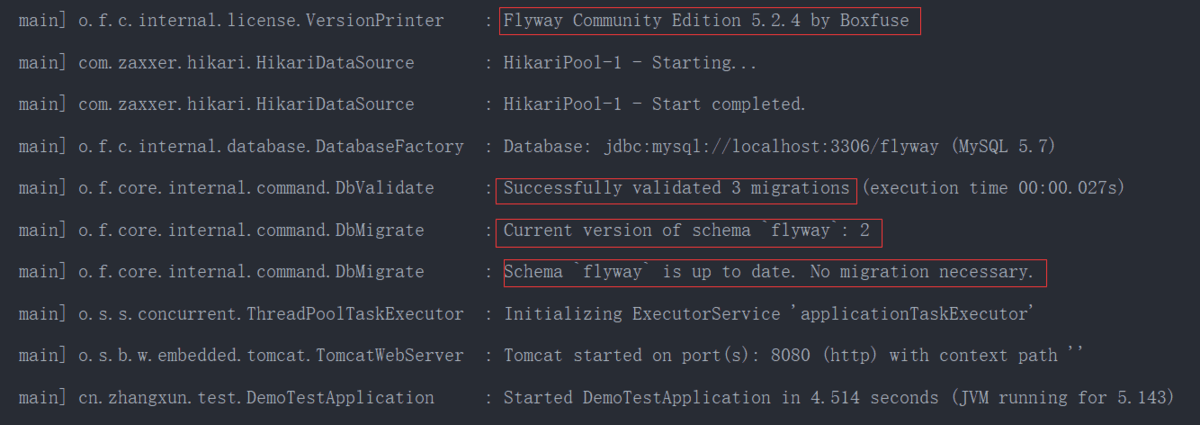 main] o.f.c.internal.license.VersionPrinter : Flyway Community Edition 5.2.4 by Boxfuse
main] com.zaxxer.hikari.HikariDataSource : HikariPool-1 - Starting...
main] com.zaxxer.hikari.HikariDataSource : HikariPool-1 - Start completed.
main] o.f.c.internal.database.DatabaseFactory : Database: jdbc:mysql://localhost:3306/flyway (MySQL 5.7)
main] o.f.core.internal.command.DbValidate : Successfully validated 3 migrations (execution time 00:00.027s)
main] o.f.core.internal.command.DbMigrate : Current version of schema `flyway`: 2
main] o.f.core.internal.command.DbMigrate : Schema `flyway` is up to date. No migration necessary.
main] o.s.s.concurrent.ThreadPoolTaskExecutor : Initializing ExecutorService 'applicationTaskExecutor'
main] o.s.b.w.embedded.tomcat.TomcatWebServer : Tomcat started on port(s): 8080 (http) with context path ''
main] cn.zhangxun.test.DemoTestApplication : Started DemoTestApplication in 4.514 seconds (JVM running for 5.143)